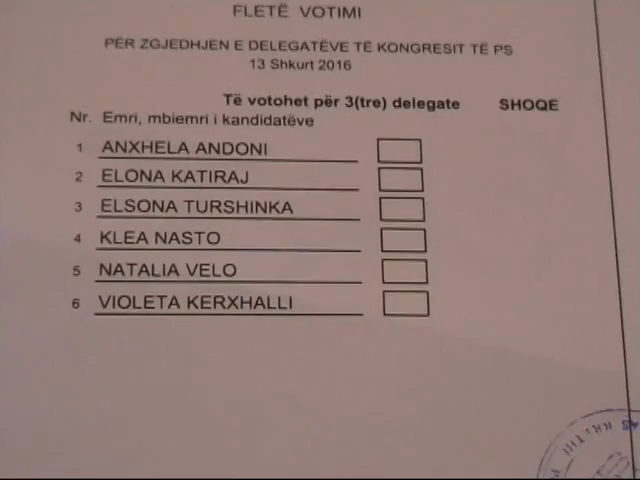 FLETË VOTIMI
PËR ZGJEDHJEN E DELEGATËVE TË KONGRESIT TË PS
13 Shkurt 2016
Të votohet për 3(tre) delegate SHOQE
Nr. Emri, mbiemri i kandidatëve
1 ANXHELA ANDONI
2 ELONA KATIRAJ
3 ELSONA TURSHINKA
4 KLEA NASTO
5 NATALIA VELO
6 VIOLETA KERXHALLI